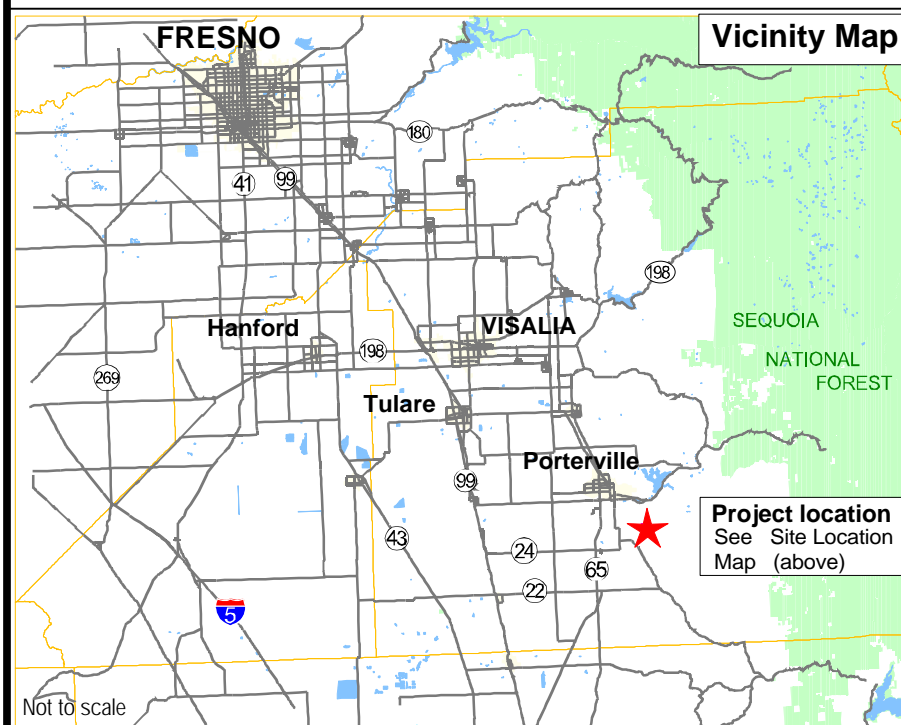 FRESNO
Vicinity Map
180
41
99
198
Hanford
VISALIA
SEQUOIA
198
NATIONAL
269
FOREST
Tulare
Porterville
99
Project location
See Site Location
Map (above)
43
24
65
22
5
Not to scale